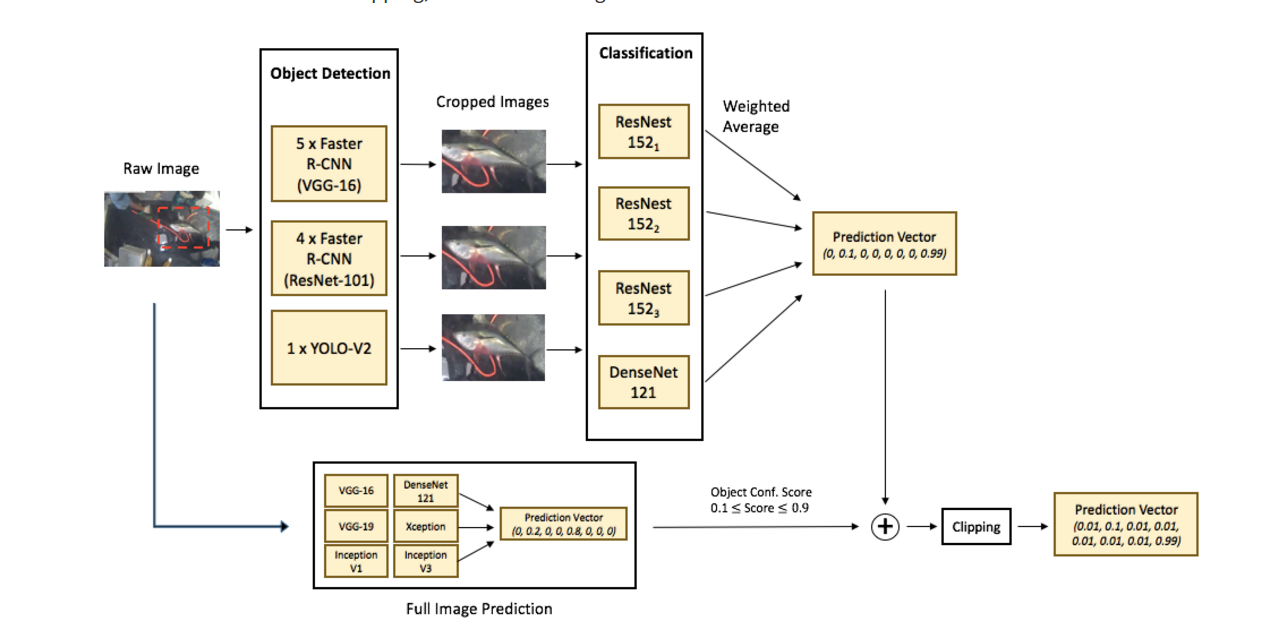 Object Detection
Classification
Raw Image
5 x Faster
R-CNN
(VGG-16)
4 x Faster
R-CNN
(ResNet-101)
1 x YOLO-V2
Cropped Images
ResNest
152₁
ResNest
152₂
ResNest
152₃
DenseNet
121
Weighted
Average
Prediction Vector
(0, 0.1, 0, 0, 0, 0, 0, 0.99)
VGG-16
DenseNet
121
VGG-19
Xception
Inception
V1
Inception
V3
Prediction Vector
(0, 0.2, 0, 0, 0.8, 0, 0, 0)
Full Image Prediction
Object Conf. Score
0.1 ≤ Score ≤ 0.9
+
Clipping
Prediction Vector
(0.01, 0.1, 0.01, 0.01,
0.01, 0.01, 0.01, 0.99)